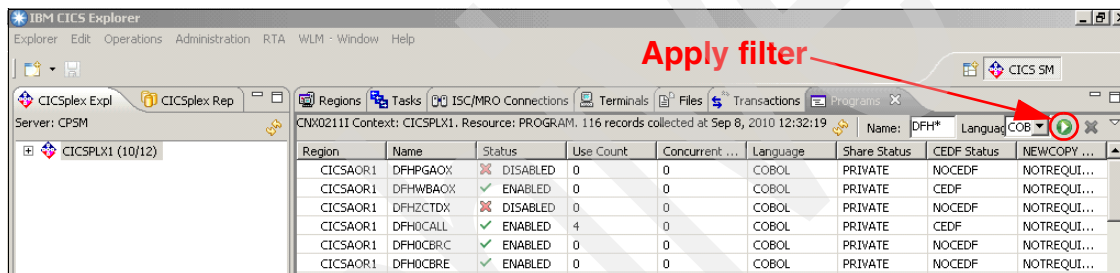 IBM CICS Explorer
Explorer Edit Operations Administration RTA WLM - Window Help
Apply filter
CICS SM
CICSplex Expl CICSplex Rep Regions Tasks ISC/MRO Connections Terminals Files Transactions Programs
Server: CPSM
CNX0211I Context: CICSPLX1. Resource: PROGRAM. 116 records collected at Sep 8, 2010 12:32:19 Name: DFH* Languag COB
CICSPLX1 (10/12)
Region Name Status Use Count Concurrent ... Language Share Status CEDF Status NEWCOPY ...
CICSAOR1 DFHPGAOX DISABLED 0 0 COBOL PRIVATE NOCEDF NOTREQUI...
CICSAOR1 DFHWBAOX ENABLED 0 0 COBOL PRIVATE CEDF NOTREQUI...
CICSAOR1 DFHZCTDX DISABLED 0 0 COBOL PRIVATE NOCEDF NOTREQUI...
CICSAOR1 DFH0CALL ENABLED 4 0 COBOL PRIVATE CEDF NOTREQUI...
CICSAOR1 DFH0CBRC ENABLED 0 0 COBOL PRIVATE NOCEDF NOTREQUI...
CICSAOR1 DFH0CBRE ENABLED 0 0 COBOL PRIVATE NOCEDF NOTREQUI...